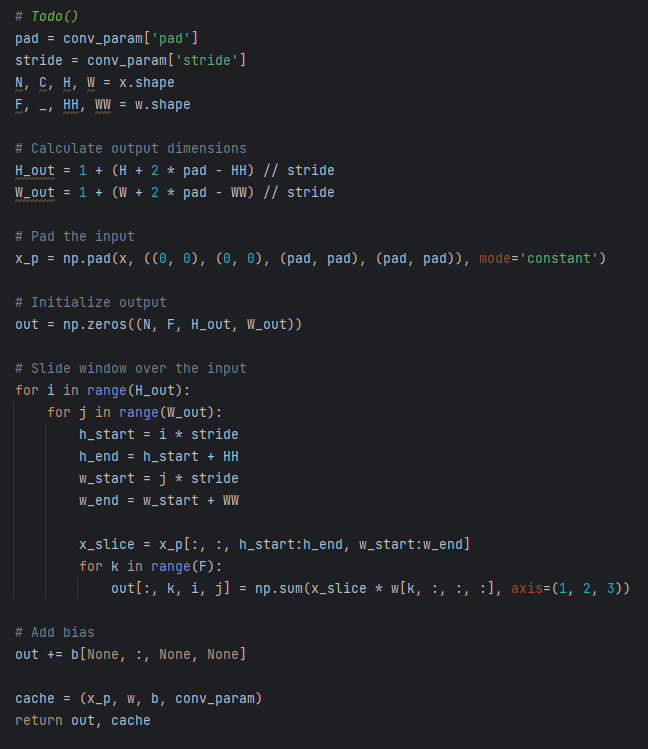 # Todo()
pad = conv_param['pad']
stride = conv_param['stride']
N, C, H, W = x.shape
F, _, HH, WW = w.shape
# Calculate output dimensions
H_out = 1 + (H + 2 * pad - HH) // stride
W_out = 1 + (W + 2 * pad - WW) // stride
# Pad the input
x_p = np.pad(x, ((0, 0), (0, 0), (pad, pad), (pad, pad)), mode='constant')
# Initialize output
out = np.zeros((N, F, H_out, W_out))
# Slide window over the input
for i in range(H_out):
    for j in range(W_out):
        h_start = i * stride
        h_end = h_start + HH
        w_start = j * stride
        w_end = w_start + WW
        x_slice = x_p[:, :, h_start:h_end, w_start:w_end]
        for k in range(F):
            out[:, k, i, j] = np.sum(x_slice * w[k, :, :, :], axis=(1, 2, 3))
# Add bias
out += b[None, :, None, None]
cache = (x_p, w, b, conv_param)
return out, cache